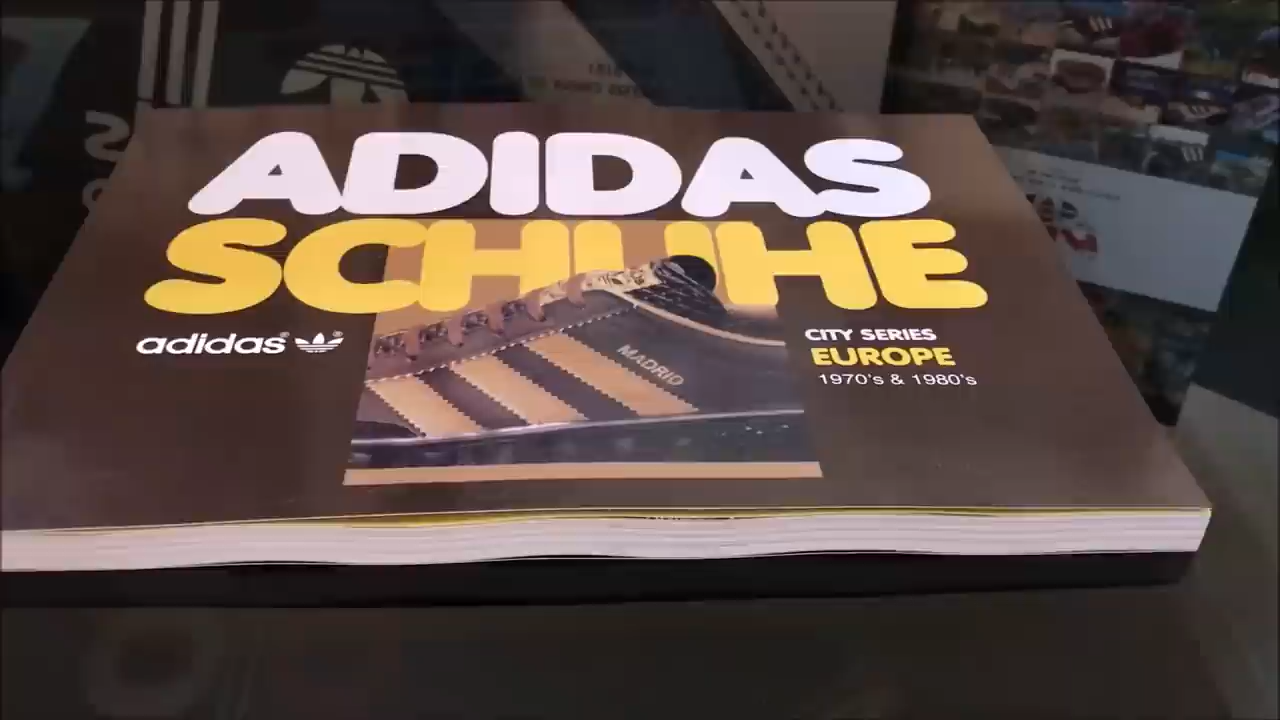 ADIDAS
SCHUHE
adidas
MADRID
CITY SERIES
EUROPE
1970's & 1980's